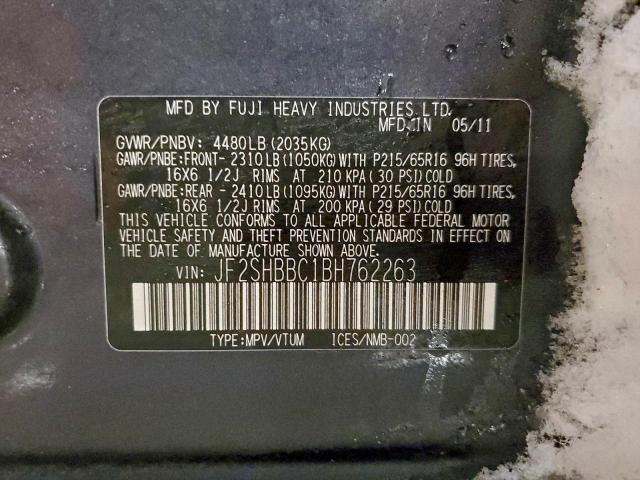 MFD BY FUJI HEAVY INDUSTRIES LTD.
MFD IN 05/11
GVWR/PNBV: 4480LB(2035KG)
GAWR/PNBE:FRONT- 2310LB(1050KG)WITH P215/65R16 96H TIRES,
16X6 1/2J RIMS AT 210 KPA(30 PSI)COLD
GAWR/PNBE:REAR - 2410LB(1095KG)WITH P215/65R16 96H TIRES,
16X6 1/2J RIMS AT 200 KPA(29 PSI)COLD
THIS VEHICLE CONFORMS TO ALL APPLICABLE FEDERAL MOTOR
VEHICLE SAFETY AND THEFT PREVENTION STANDARDS IN EFFECT ON
THE DATE OF MANUFACTURE SHOWN ABOVE.
VIN: JF2SHBBC1BH762263
TYPE:MPV/VTUM ICES/NMB-002